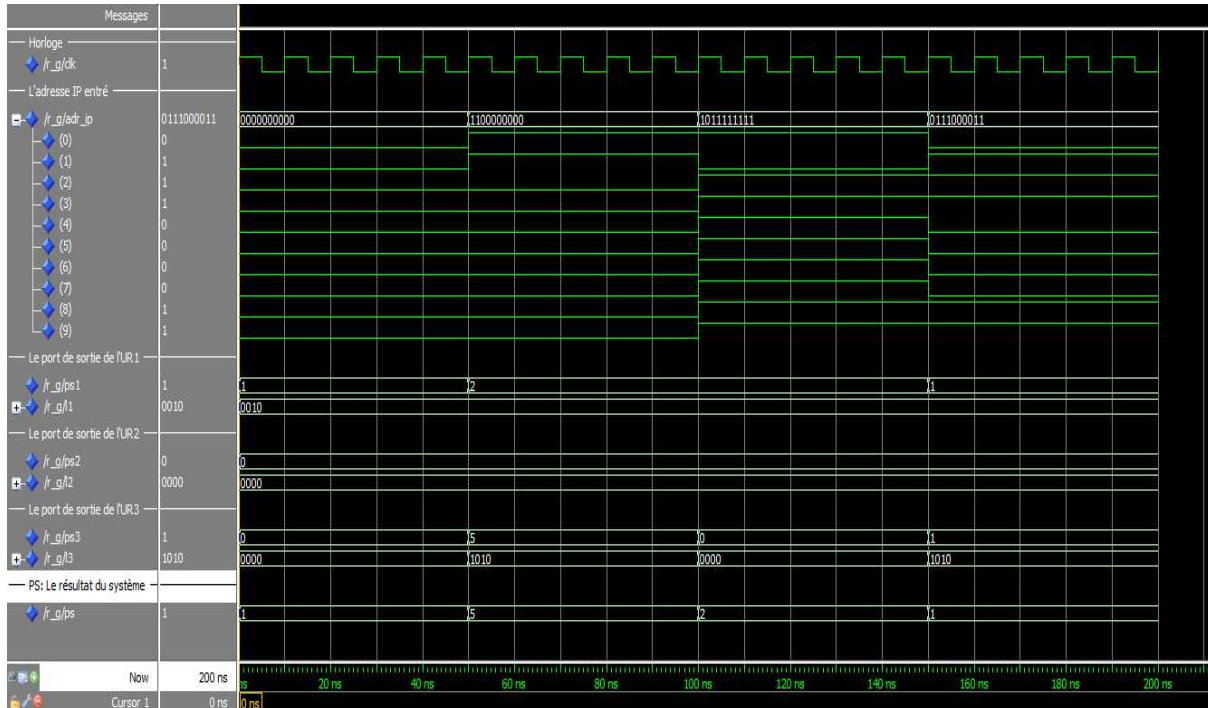 Messages
Horloge
/r_g/clk 1
L'adresse IP entré
/r_g/adr_ip 0111000011 0000000000 1100000000 1011111111 0111000011
(0) 0
(1) 1
(2) 1
(3) 1
(4) 0
(5) 0
(6) 0
(7) 0
(8) 1
(9) 1
Le port de sortie de l'UR1
/r_g/ps1 1 1 2 1
/r_g/l1 0010 0010
Le port de sortie de l'UR2
/r_g/ps2 0 0
/r_g/l2 0000 0000
Le port de sortie de l'UR3
/r_g/ps3 1 0 5 0 1
/r_g/l3 1010 0000 1010 0000 1010
PS: Le résultat du système
/r_g/ps 1 1 5 2 1
Now 200 ns ns 20 ns 40 ns 60 ns 80 ns 100 ns 120 ns 140 ns 160 ns 180 ns 200 ns
Cursor 1 0 ns 0 ns